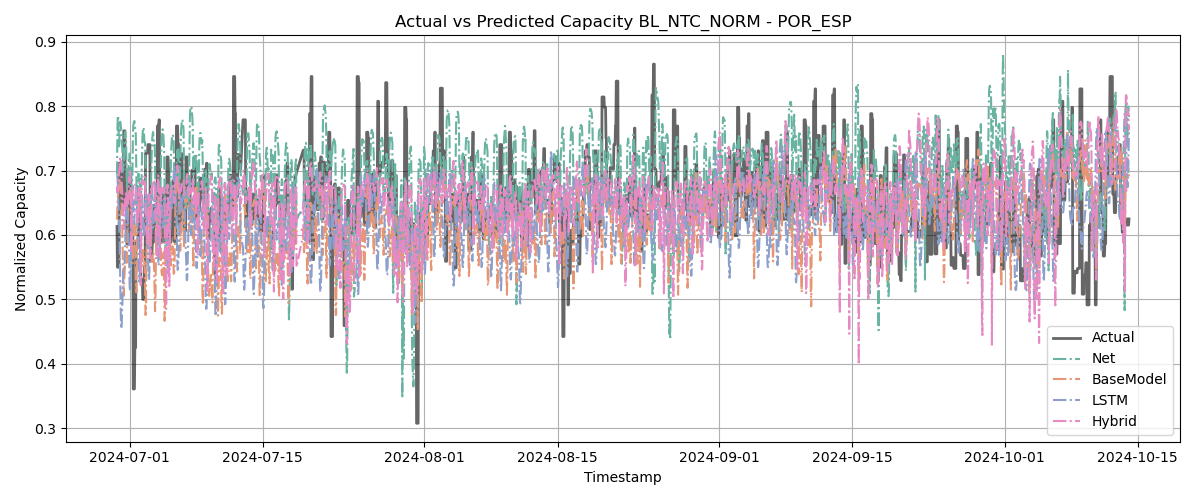 Actual vs Predicted Capacity BL_NTC_NORM - POR_ESP
Normalized Capacity
0.9
0.8
0.7
0.6
0.5
0.4
0.3
Actual
Net
BaseModel
LSTM
Hybrid
2024-07-01
2024-07-15
2024-08-01
2024-08-15
2024-09-01
2024-09-15
2024-10-01
2024-10-15
Timestamp